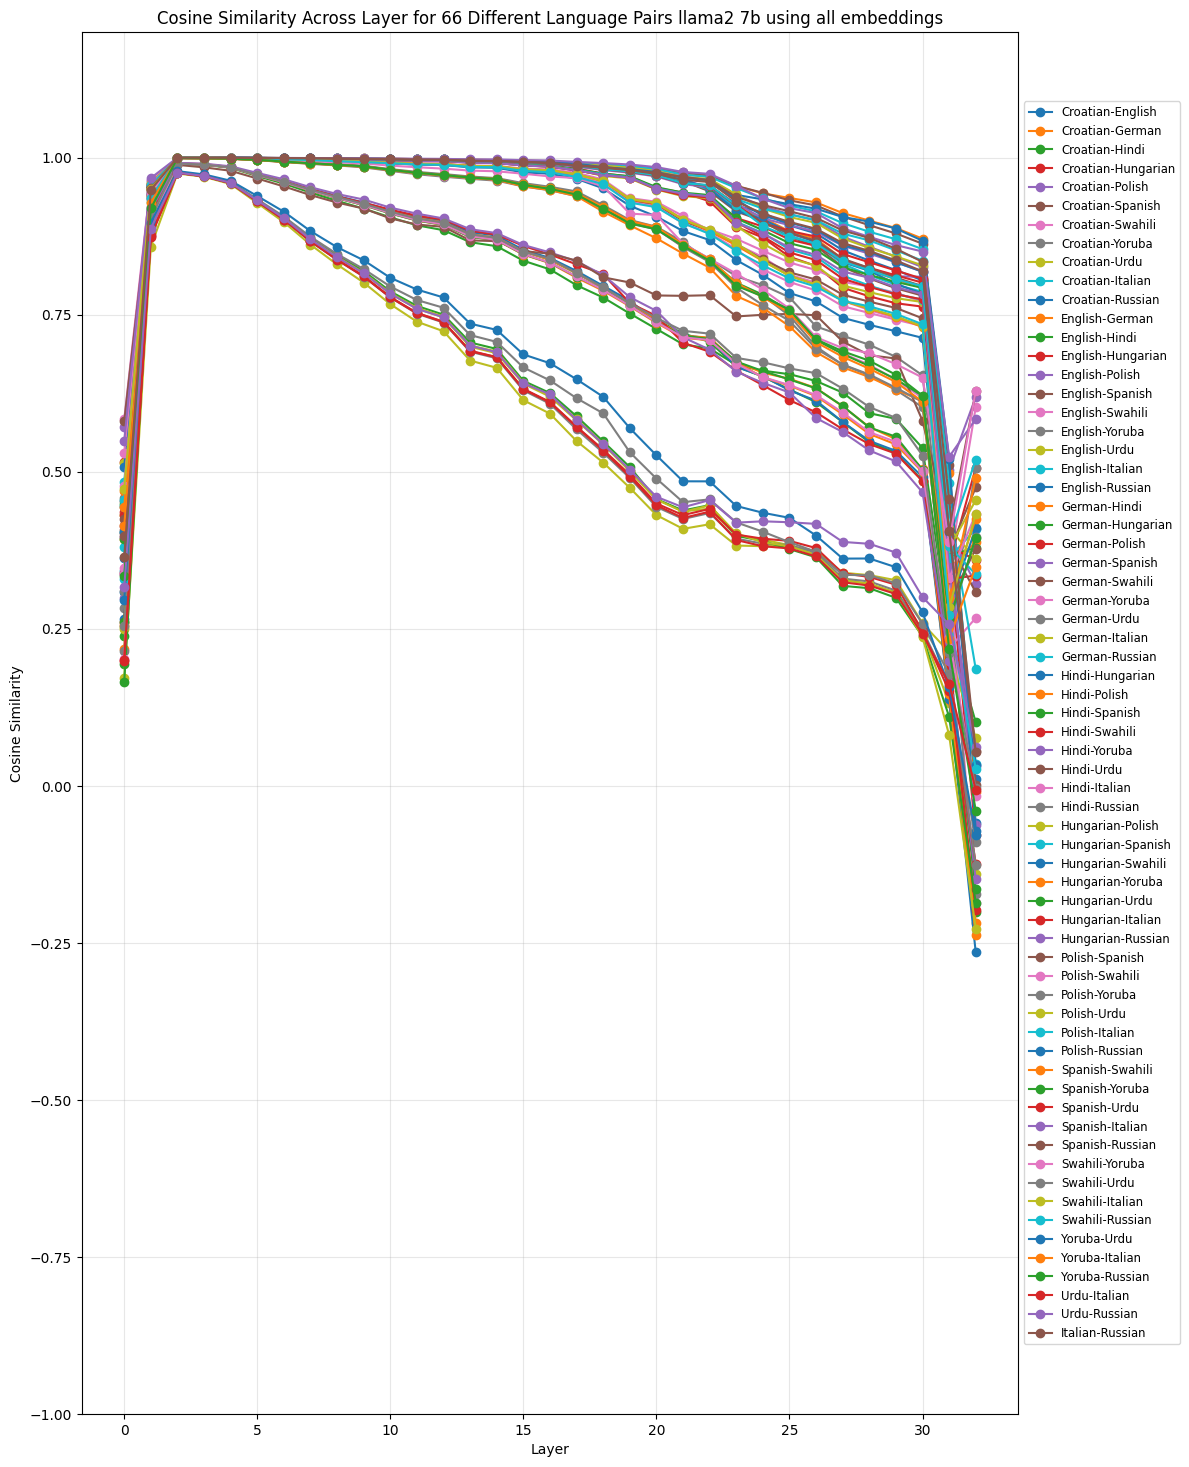 Cosine Similarity Across Layer for 66 Different Language Pairs llama2 7b using all embeddings
Cosine Similarity
1.00
0.75
0.50
0.25
0.00
−0.25
−0.50
−0.75
−1.00
0 5 10 15 20 25 30
Layer
Croatian-English
Croatian-German
Croatian-Hindi
Croatian-Hungarian
Croatian-Polish
Croatian-Spanish
Croatian-Swahili
Croatian-Yoruba
Croatian-Urdu
Croatian-Italian
Croatian-Russian
English-German
English-Hindi
English-Hungarian
English-Polish
English-Spanish
English-Swahili
English-Yoruba
English-Urdu
English-Italian
English-Russian
German-Hindi
German-Hungarian
German-Polish
German-Spanish
German-Swahili
German-Yoruba
German-Urdu
German-Italian
German-Russian
Hindi-Hungarian
Hindi-Polish
Hindi-Spanish
Hindi-Swahili
Hindi-Yoruba
Hindi-Urdu
Hindi-Italian
Hindi-Russian
Hungarian-Polish
Hungarian-Spanish
Hungarian-Swahili
Hungarian-Yoruba
Hungarian-Urdu
Hungarian-Italian
Hungarian-Russian
Polish-Spanish
Polish-Swahili
Polish-Yoruba
Polish-Urdu
Polish-Italian
Polish-Russian
Spanish-Swahili
Spanish-Yoruba
Spanish-Urdu
Spanish-Italian
Spanish-Russian
Swahili-Yoruba
Swahili-Urdu
Swahili-Italian
Swahili-Russian
Yoruba-Urdu
Yoruba-Italian
Yoruba-Russian
Urdu-Italian
Urdu-Russian
Italian-Russian